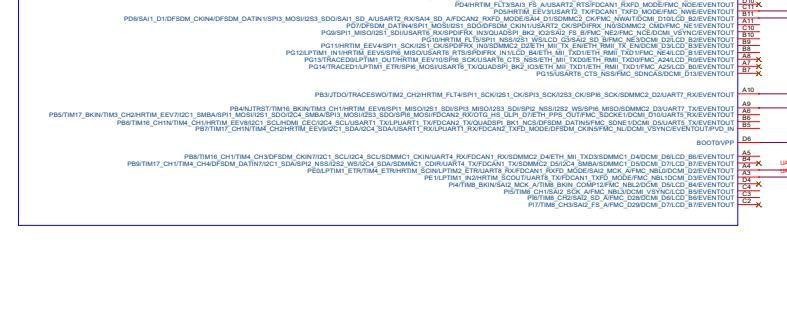 PD4/HRTIM_FLT3/SAI3_FS_A/USART2_RTS/FDCAN1_RXFD_MODE/FMC_NOE/EVENTOUT D10
PD5/HRTIM_EEV3/USART2_TX/FDCAN1_TXFD_MODE/FMC_NWE/EVENTOUT C11
PD6/SAI1_D1/DFSDM_CKIN4/DFSDM_DATIN1/SPI3_MOSI/I2S3_SDO/SAI1_SD_A/USART2_RX/SAI4_SD_A/FDCAN2_RXFD_MODE/SAI4_D1/SDMMC2_CK/FMC_NWAIT/DCMI_D10/LCD_B2/EVENTOUT B11
PD7/DFSDM_DATIN4/SPI1_MOSI/I2S1_SDO/DFSDM_CKIN1/USART2_CK/SPDIFRX_IN0/SDMMC2_CMD/FMC_NE1/EVENTOUT A11
PG9/SPI1_MISO/I2S1_SDI/USART6_RX/SPDIFRX_IN3/QUADSPI_BK2_IO2/SAI2_FS_B/FMC_NE2/FMC_NCE/DCMI_VSYNC/EVENTOUT C10
PG10/HRTIM_FLT5/SPI1_NSS/I2S1_WS/LCD_G3/SAI2_SD_B/FMC_NE3/DCMI_D2/LCD_B2/EVENTOUT B10
PG11/HRTIM_EEV4/SPI1_SCK/I2S1_CK/SPDIFRX_IN0/SDMMC2_D2/ETH_MII_TX_EN/ETH_RMII_TX_EN/DCMI_D3/LCD_B3/EVENTOUT B9
PG12/LPTIM1_IN1/HRTIM_EEV5/SPI6_MISO/USART6_RTS/SPDIFRX_IN1/LCD_B4/ETH_MII_TXD1/ETH_RMII_TXD1/FMC_NE4/LCD_B1/EVENTOUT B8
PG13/TRACED0/LPTIM1_OUT/HRTIM_EEV10/SPI6_SCK/USART6_CTS_NSS/ETH_MII_TXD0/ETH_RMII_TXD0/FMC_A24/LCD_R0/EVENTOUT A8
PG14/TRACED1/LPTIM1_ETR/SPI6_MOSI/USART6_TX/QUADSPI_BK2_IO3/ETH_MII_TXD1/ETH_RMII_TXD1/FMC_A25/LCD_B0/EVENTOUT A7
PG15/USART6_CTS_NSS/FMC_SDNCAS/DCMI_D13/EVENTOUT B7
PB3/JTDO/TRACESWO/TIM2_CH2/HRTIM_FLT4/SPI1_SCK/I2S1_CK/SPI3_SCK/I2S3_CK/SPI6_SCK/SDMMC2_D2/UART7_RX/EVENTOUT A10
PB4/NJTRST/TIM16_BKIN/TIM3_CH1/HRTIM_EEV6/SPI1_MISO/I2S1_SDI/SPI3_MISO/I2S3_SDI/SPI2_NSS/I2S2_WS/SPI6_MISO/SDMMC2_D3/UART7_TX/EVENTOUT A9
PB5/TIM17_BKIN/TIM3_CH2/HRTIM_EEV7/I2C1_SMBA/SPI1_MOSI/I2S1_SDO/I2C4_SMBA/SPI3_MOSI/I2S3_SDO/SPI6_MOSI/FDCAN2_RX/OTG_HS_ULPI_D7/ETH_PPS_OUT/FMC_SDCKE1/DCMI_D10/UART5_RX/EVENTOUT A6
PB6/TIM16_CH1N/TIM4_CH1/HRTIM_EEV8/I2C1_SCL/HDMI_CEC/I2C4_SCL/USART1_TX/LPUART1_TX/FDCAN2_TX/QUADSPI_BK1_NCS/DFSDM_DATIN5/FMC_SDNE1/DCMI_D5/UART5_TX/EVENTOUT B6
PB7/TIM17_CH1N/TIM4_CH2/HRTIM_EEV9/I2C1_SDA/I2C4_SDA/USART1_RX/LPUART1_RX/FDCAN2_TXFD_MODE/DFSDM_CKIN5/FMC_NL/DCMI_VSYNC/EVENTOUT/PVD_IN B5
BOOT0/VPP D6
PB8/TIM16_CH1/TIM4_CH3/DFSDM_CKIN7/I2C1_SCL/I2C4_SCL/SDMMC1_CKIN/UART4_RX/FDCAN1_RX/SDMMC2_D4/ETH_MII_TXD3/SDMMC1_D4/DCMI_D6/LCD_B6/EVENTOUT A5
PB9/TIM17_CH1/TIM4_CH4/DFSDM_DATIN7/I2C1_SDA/SPI2_NSS/I2S2_WS/I2C4_SDA/SDMMC1_CDIR/UART4_TX/FDCAN1_TX/SDMMC2_D5/I2C4_SMBA/SDMMC1_D5/DCMI_D7/LCD_B7/EVENTOUT B4
PE0/LPTIM1_ETR/TIM4_ETR/HRTIM_SCIN/LPTIM2_ETR/UART8_RX/FDCAN1_RXFD_MODE/SAI2_MCK_A/FMC_NBL0/DCMI_D2/EVENTOUT A4
PE1/LPTIM1_IN2/HRTIM_SCOUT/UART8_TX/FDCAN1_TXFD_MODE/FMC_NBL1DCMI_D3/EVENTOUT A3
PI4/TIM8_BKIN/SAI2_MCK_A/TIM8_BKIN_COMP12/FMC_NBL2/DCMI_D5/LCD_B4/EVENTOUT D4
PI5/TIM8_CH1/SAI2_SCK_A/FMC_NBL3/DCMI_VSYNC/LCD_B5/EVENTOUT C4
PI6/TIM8_CH2/SAI2_SD_A/FMC_D28/DCMI_D6/LCD_B6/EVENTOUT C3
PI7/TIM8_CH3/SAI2_FS_A/FMC_D29/DCMI_D7/LCD_B7/EVENTOUT C2